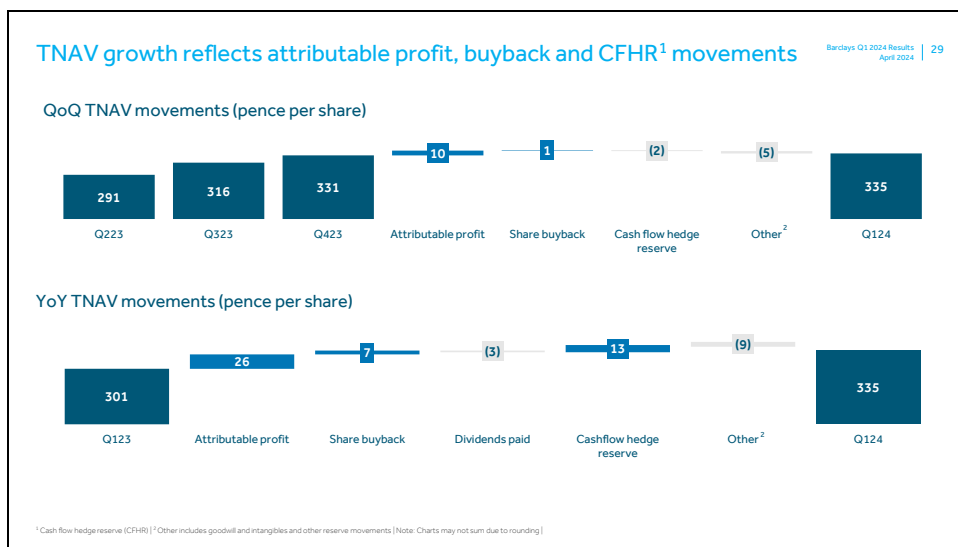 TNAV growth reflects attributable profit, buyback and CFHR¹ movements
Barclays Q1 2024 Results
April 2024
29
QoQ TNAV movements (pence per share)
291
316
331
10
1
(2)
(5)
335
Q223
Q323
Q423
Attributable profit
Share buyback
Cash flow hedge
reserve
Other²
Q124
YoY TNAV movements (pence per share)
301
26
7
(3)
13
(9)
335
Q123
Attributable profit
Share buyback
Dividends paid
Cashflow hedge
reserve
Other²
Q124
¹ Cash flow hedge reserve (CFHR) | ² Other includes goodwill and intangibles and other reserve movements | Note: Charts may not sum due to rounding |